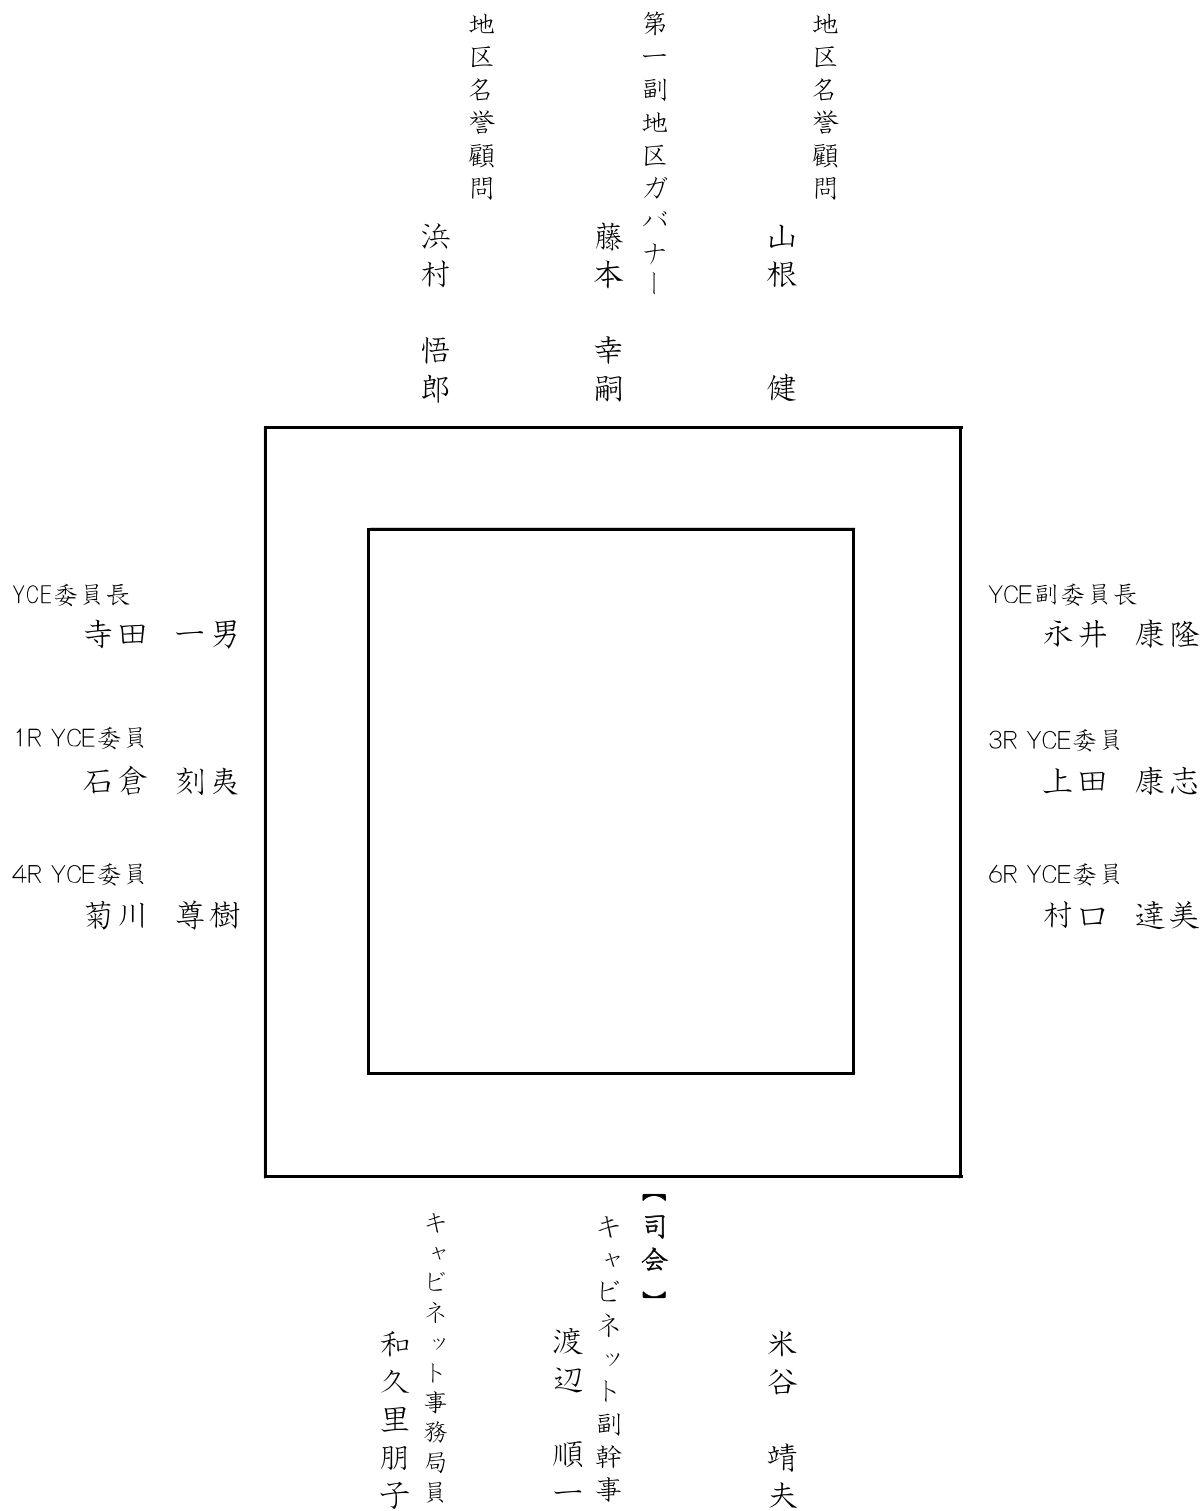 地区名誉顧問
山根　健
第一副地区ガバナー
藤本　幸嗣
地区名誉顧問
浜村　悟郎
YCE委員長
寺田　一男
YCE副委員長
永井　康隆
1R YCE委員
石倉　刻夷
3R YCE委員
上田　康志
4R YCE委員
菊川　尊樹
6R YCE委員
村口　達美
米谷　靖夫
【司会】
キャビネット副幹事
渡辺　順一
キャビネット事務局員
和久里朋子